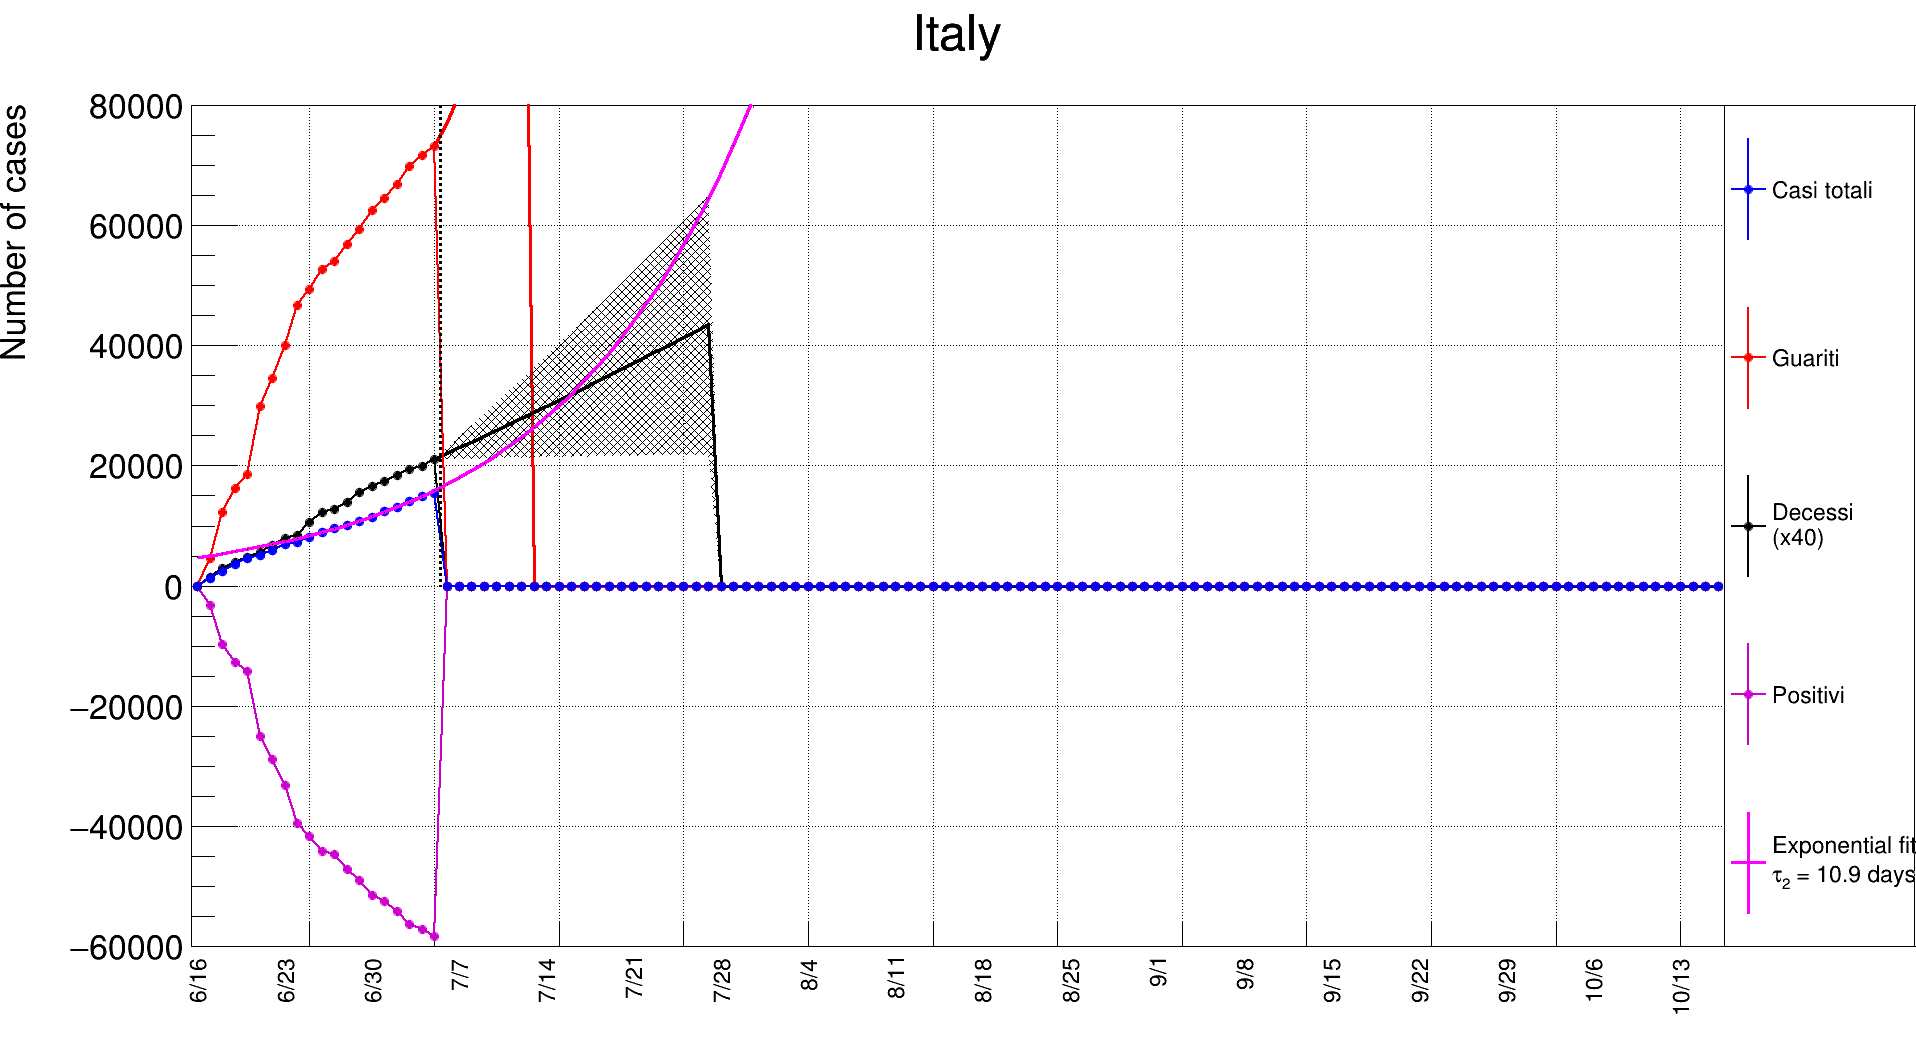 Italy
Number of cases
80000
60000
40000
20000
0
−20000
−40000
−60000
6/16
6/23
6/30
7/7
7/14
7/21
7/28
8/4
8/11
8/18
8/25
9/1
9/8
9/15
9/22
9/29
10/6
10/13
Casi totali
Guariti
Decessi
(x40)
Positivi
Exponential fit
τ2 = 10.9 days